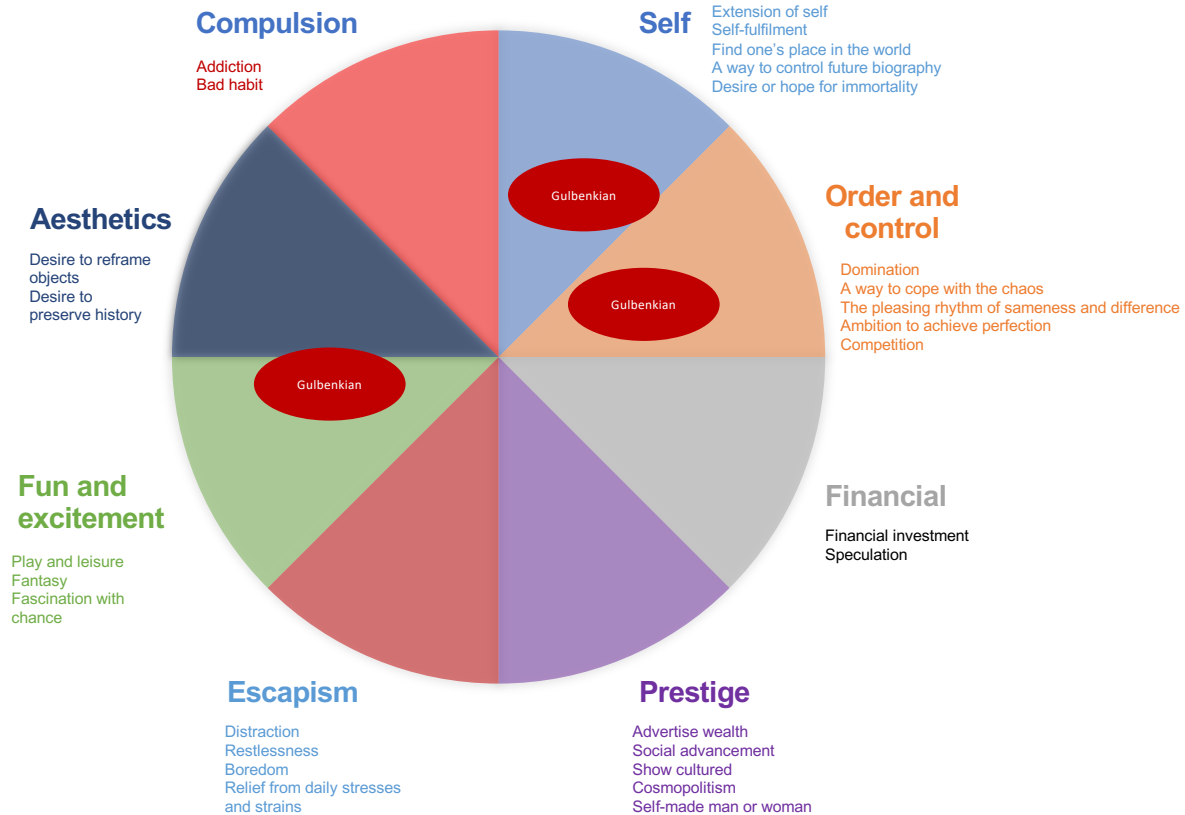 Compulsion
Addiction
Bad habit
Self
Extension of self
Self-fulfilment
Find one's place in the world
A way to control future biography
Desire or hope for immortality
Gulbenkian
Aesthetics
Desire to reframe
objects
Desire to
preserve history
Order and
control
Domination
A way to cope with the chaos
The pleasing rhythm of sameness and difference
Ambition to achieve perfection
Competition
Gulbenkian
Gulbenkian
Fun and
excitement
Play and leisure
Fantasy
Fascination with
chance
Financial
Financial investment
Speculation
Escapism
Distraction
Restlessness
Boredom
Relief from daily stresses
and strains
Prestige
Advertise wealth
Social advancement
Show cultured
Cosmopolitism
Self-made man or woman